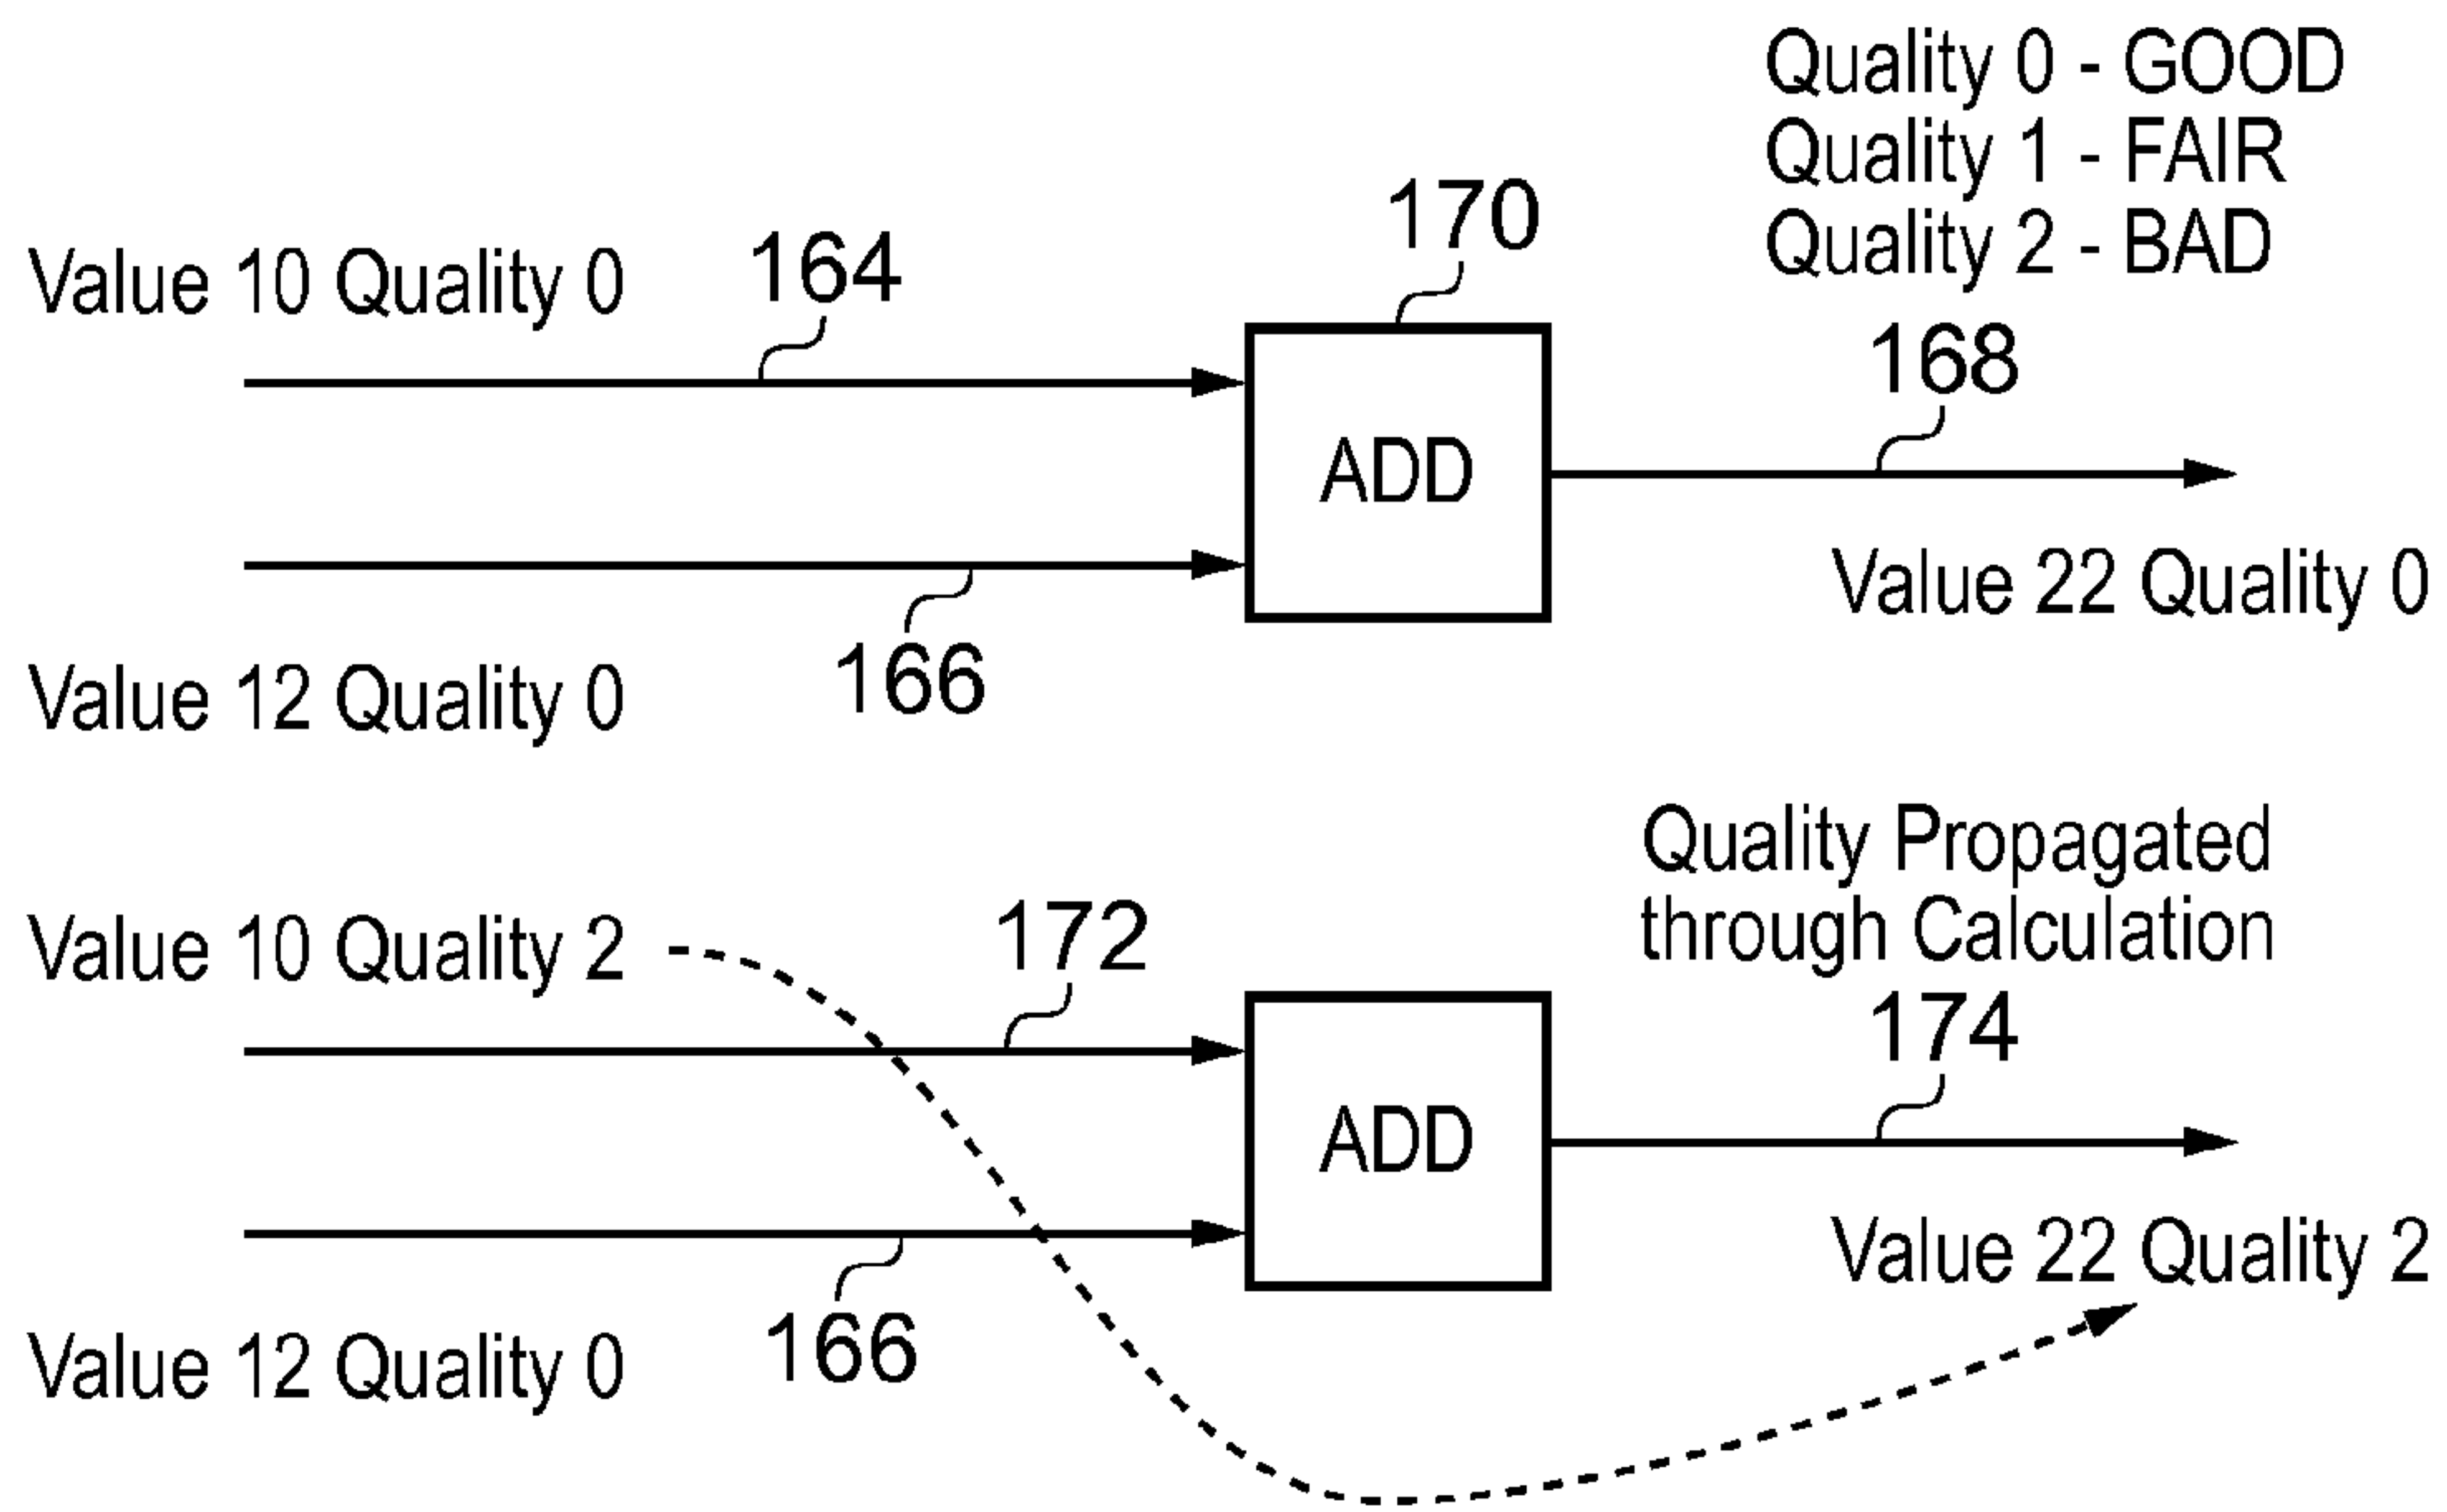 Quality 0 - GOOD
Quality 1 - FAIR
Quality 2 - BAD
170
Value 10 Quality 0
164
168
ADD
Value 22 Quality 0
166
Value 12 Quality 0
Quality Propagated
through Calculation
Value 10 Quality 2
172
174
ADD
Value 22 Quality 2
166
Value 12 Quality 0